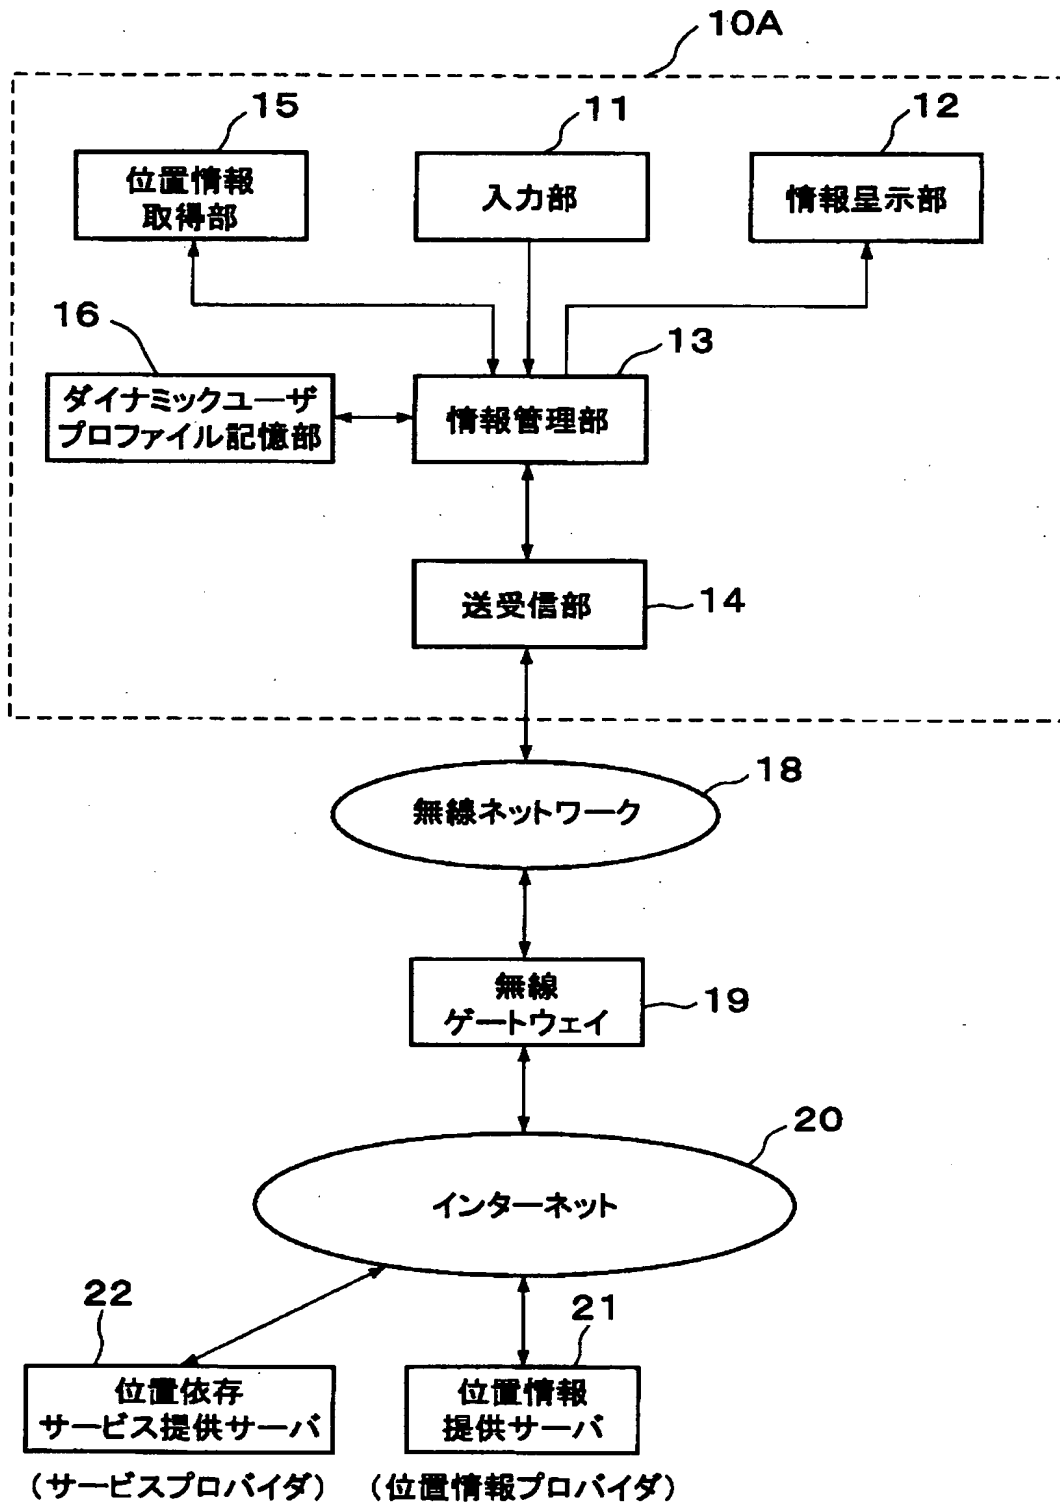 10A
15
11
12
位置情報
取得部
入力部
情報呈示部
16
13
ダイナミックユーザ
プロファイル記憶部
情報管理部
送受信部
14
18
無線ネットワーク
無線
ゲートウェイ
19
20
インターネット
22
21
位置依存
サービス提供サーバ
位置情報
提供サーバ
(サービスプロバイダ)
(位置情報プロバイダ)